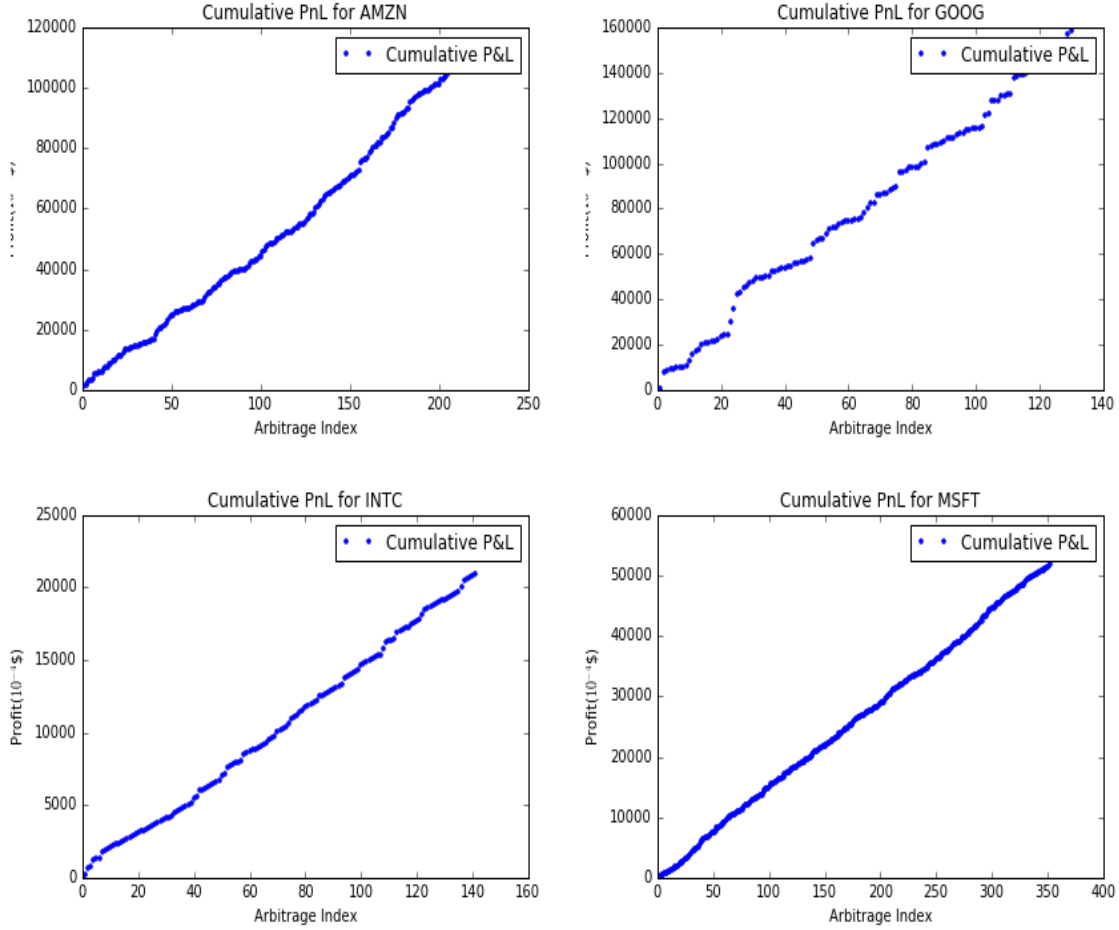 Cumulative PnL for AMZN
120000
100000
80000
60000
40000
20000
0
Cumulative P&L
0 50 100 150 200 250
Arbitrage Index
Cumulative PnL for GOOG
160000
140000
120000
100000
80000
60000
40000
20000
0
Cumulative P&L
0 20 40 60 80 100 120 140
Arbitrage Index
Cumulative PnL for INTC
25000
20000
15000
10000
5000
0
Profit(10⁻⁴$)
Cumulative P&L
0 20 40 60 80 100 120 140 160
Arbitrage Index
Cumulative PnL for MSFT
60000
50000
40000
30000
20000
10000
0
Profit(10⁻⁴$)
Cumulative P&L
0 50 100 150 200 250 300 350 400
Arbitrage Index